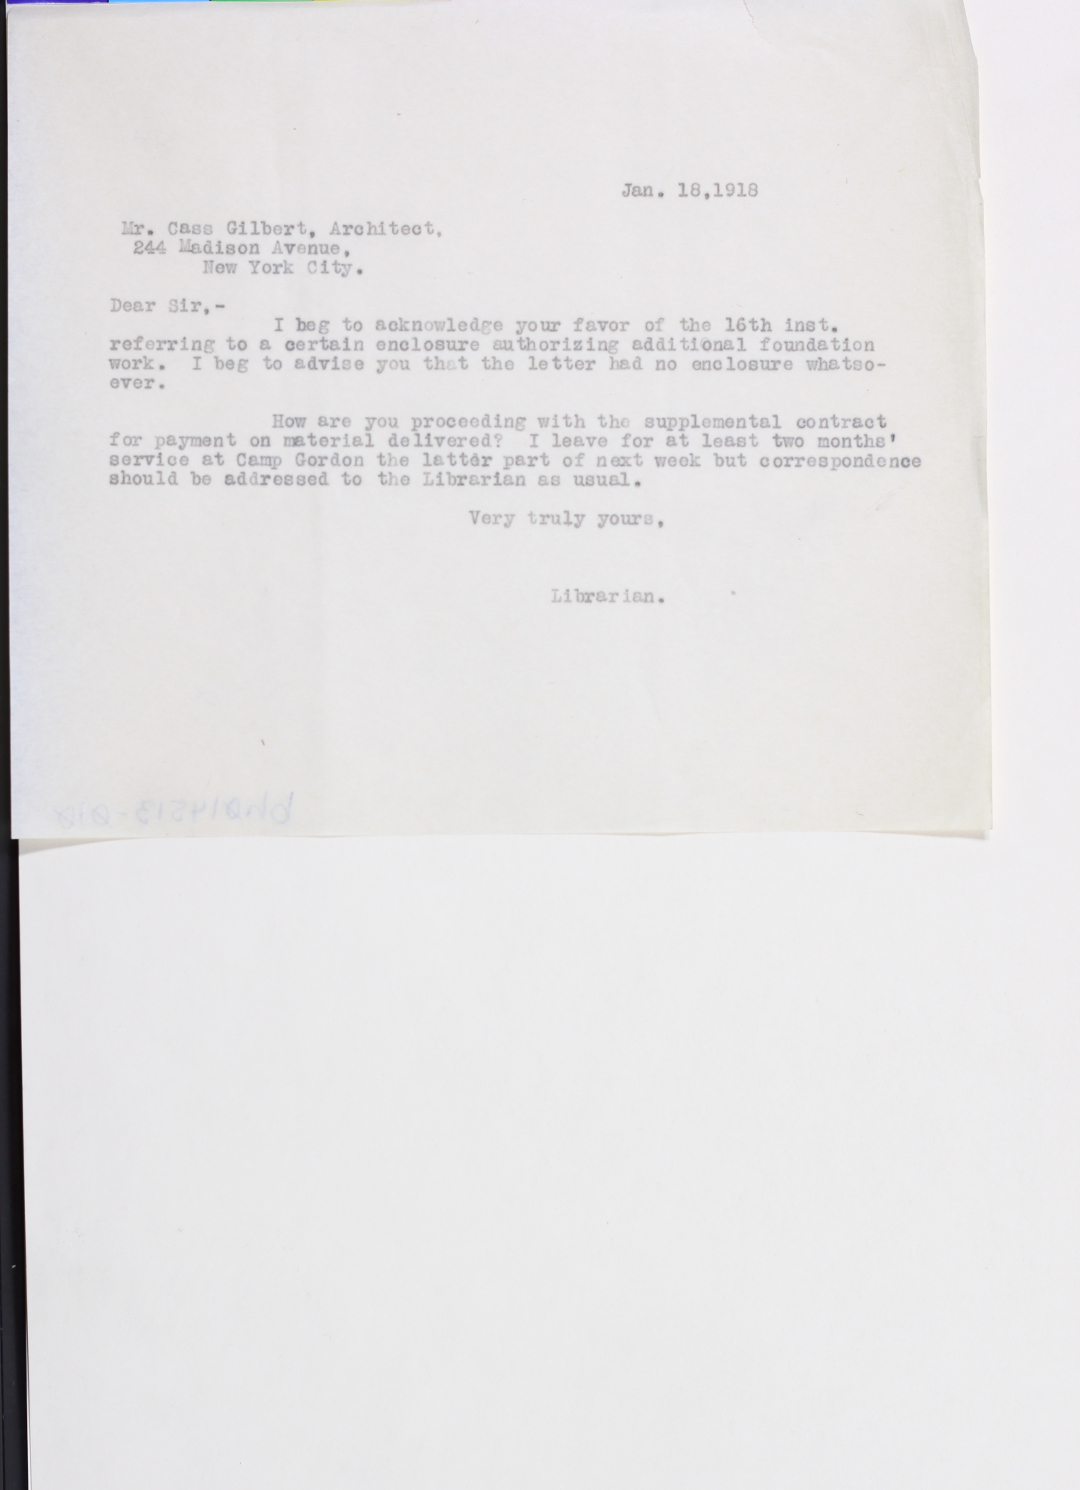 Jan. 18,1918
Mr. Cass Gilbert, Architect,
244 Madison Avenue,
New York City.
Dear Sir,-
I beg to acknowledge your favor of the 16th inst.
referring to a certain enclosure authorizing additional foundation
work. I beg to advise you that the letter had no enclosure whatso-
ever.
How are you proceeding with the supplemental contract
for payment on material delivered? I leave for at least two months'
service at Camp Gordon the latter part of next week but correspondence
should be addressed to the Librarian as usual.
Very truly yours,
Librarian.
bh014513-010